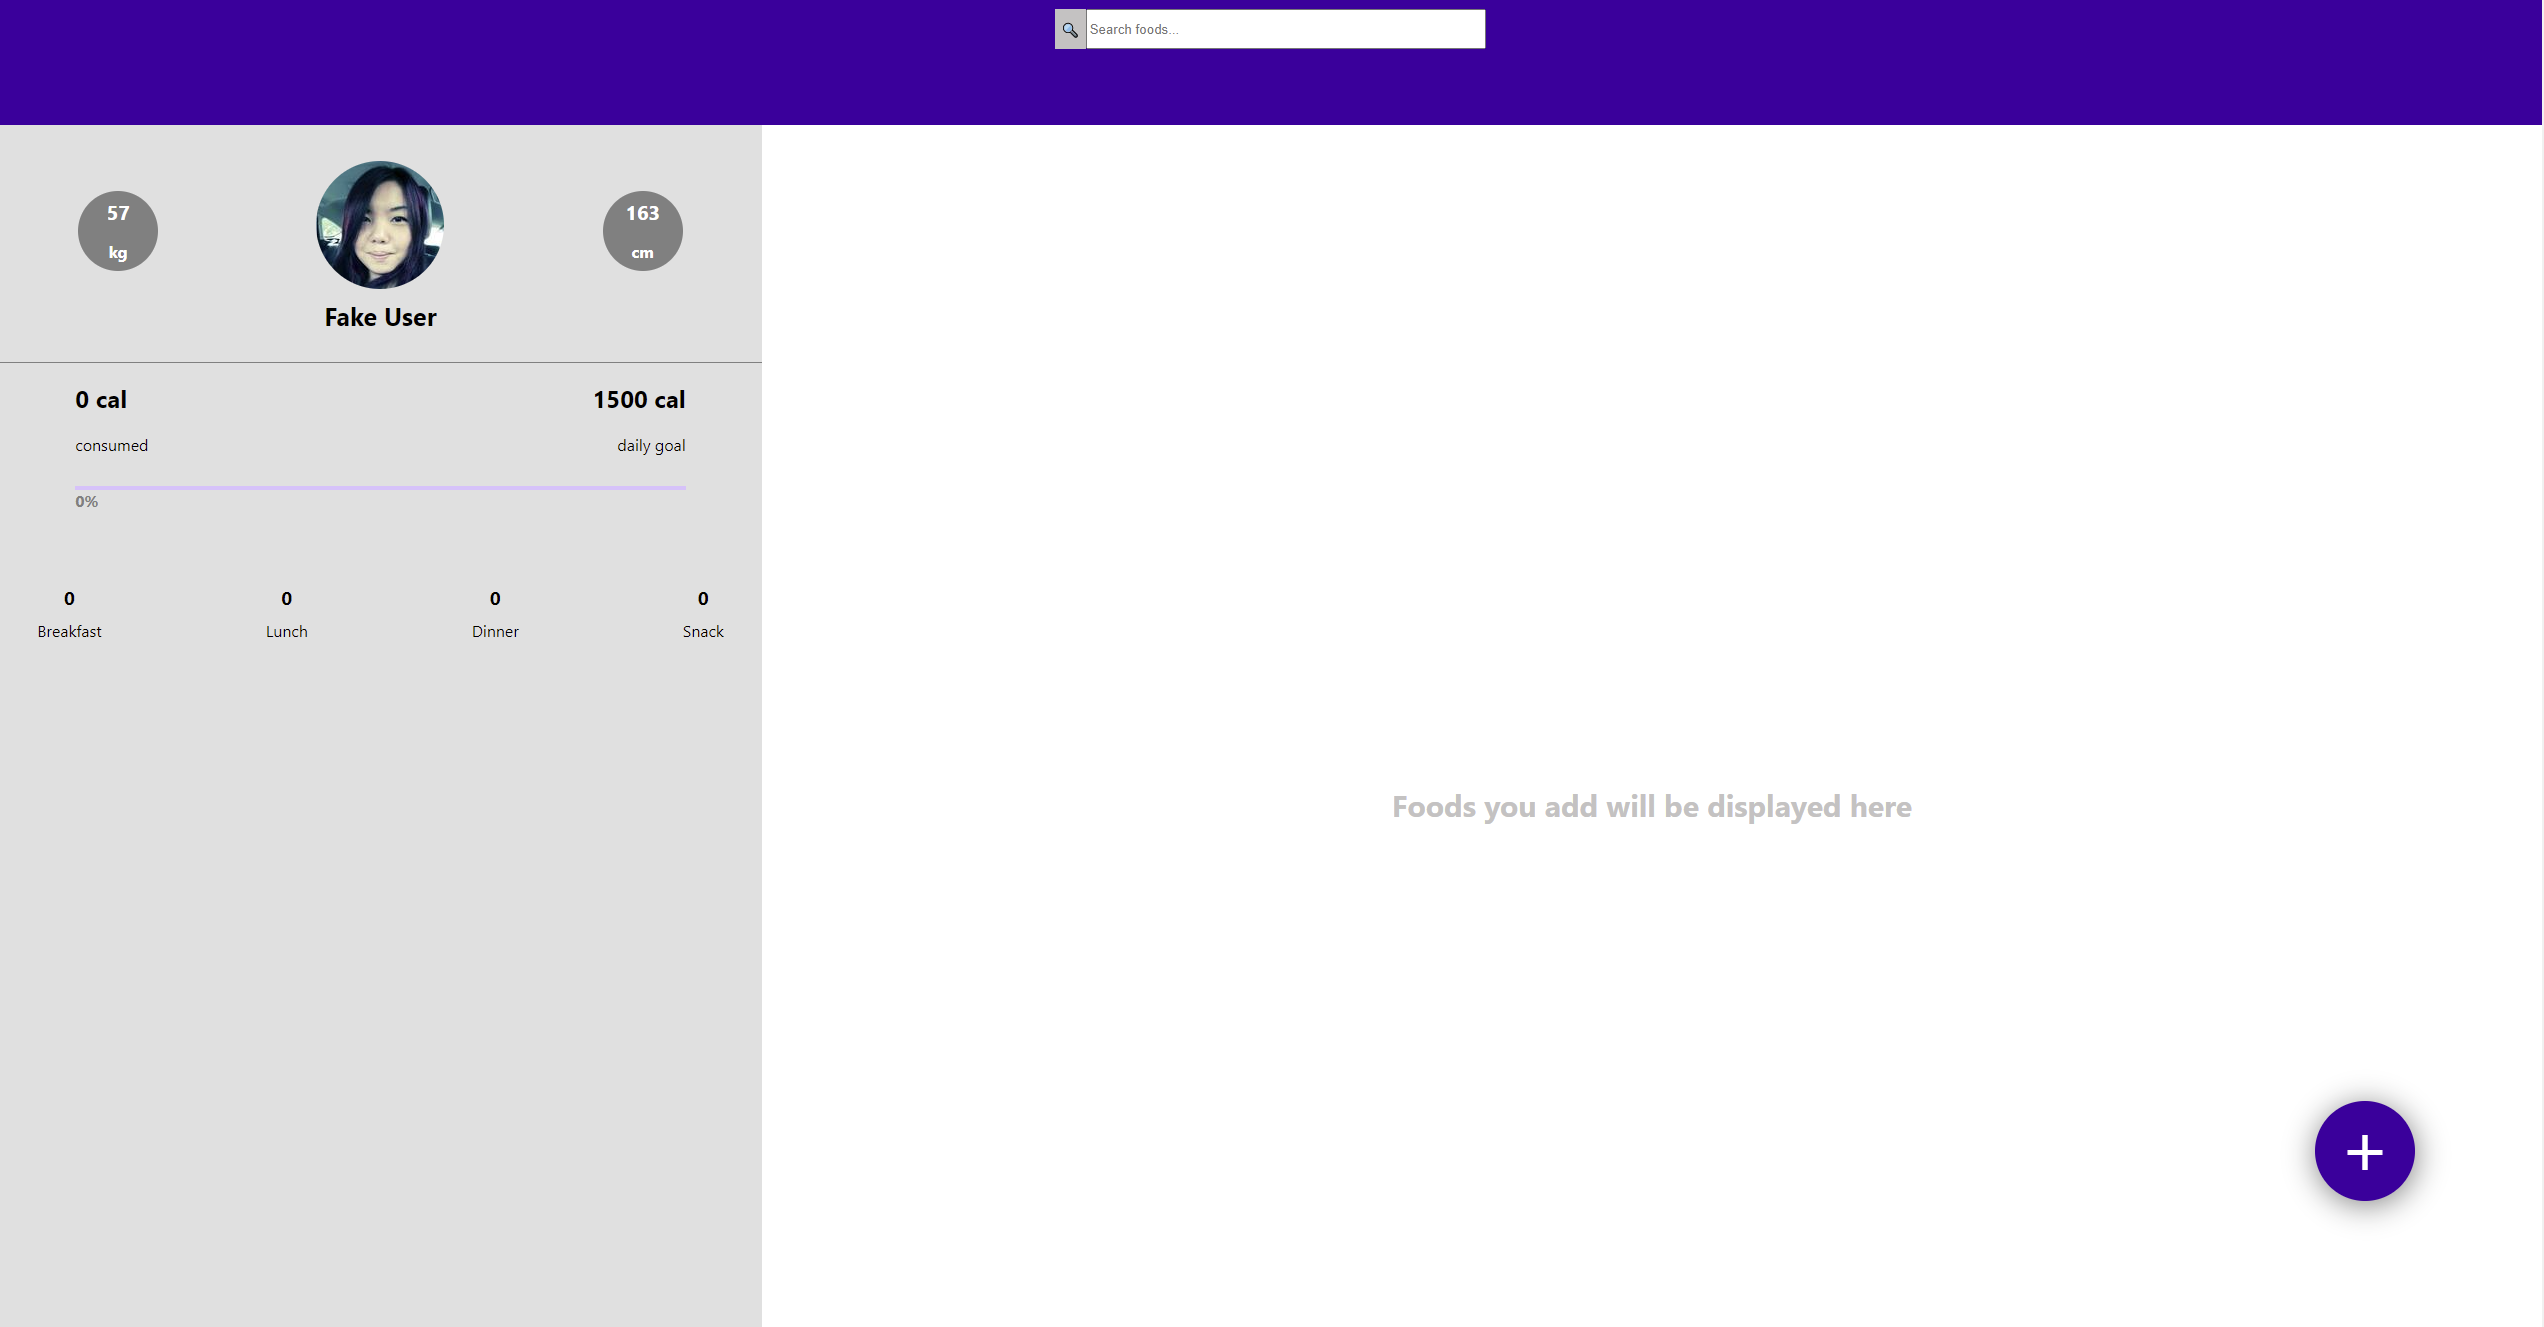 Search foods...
57
kg
163
cm
Fake User
0 cal
1500 cal
consumed
daily goal
0%
0
0
0
0
Breakfast
Lunch
Dinner
Snack
Foods you add will be displayed here
+